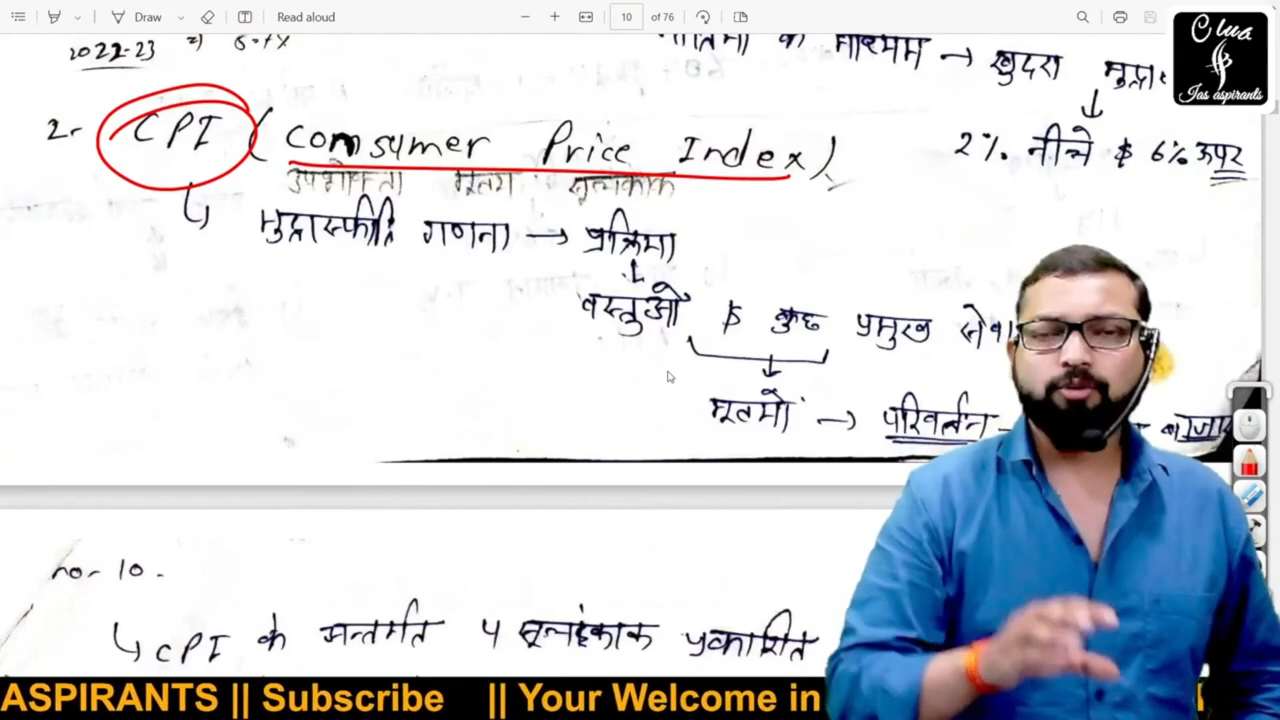 Draw
Read aloud
10 of 76
Clua
Ias aspirants
2022-23 =)
के माध्यम → खुदरा
2% नीचे $ 6% ऊपर
2- CPI (Consumer Price Index)
उपभोक्ता मूल्य सूचकांक
मुद्रास्फीति गणना → प्रक्रिया
वस्तुओं $ कुछ प्रमुख सेवा
मूल्यों → परिवर्तन
no- 10.
↳ CPI के अन्तर्गत 4 प्रकाशित
ASPIRANTS || Subscribe || Your Welcome in